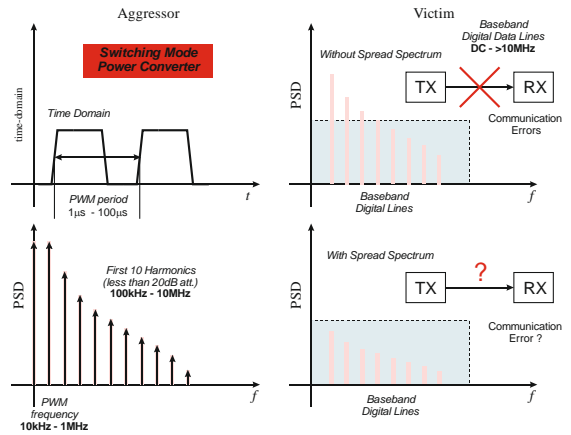 Aggressor
Switching Mode
Power Converter
time-domain
Time Domain
PWM period
1µs - 100µs
t
PSD
First 10 Harmonics
(less than 20dB att.)
100kHz - 10MHz
PWM
frequency
10kHz - 1MHz
f
Victim
Baseband
Digital Data Lines
DC - >10MHz
Without Spread Spectrum
PSD
TX
RX
Communication
Errors
Baseband
Digital Lines
f
With Spread Spectrum
PSD
TX
?
RX
Communication
Error ?
Baseband
Digital Lines
f